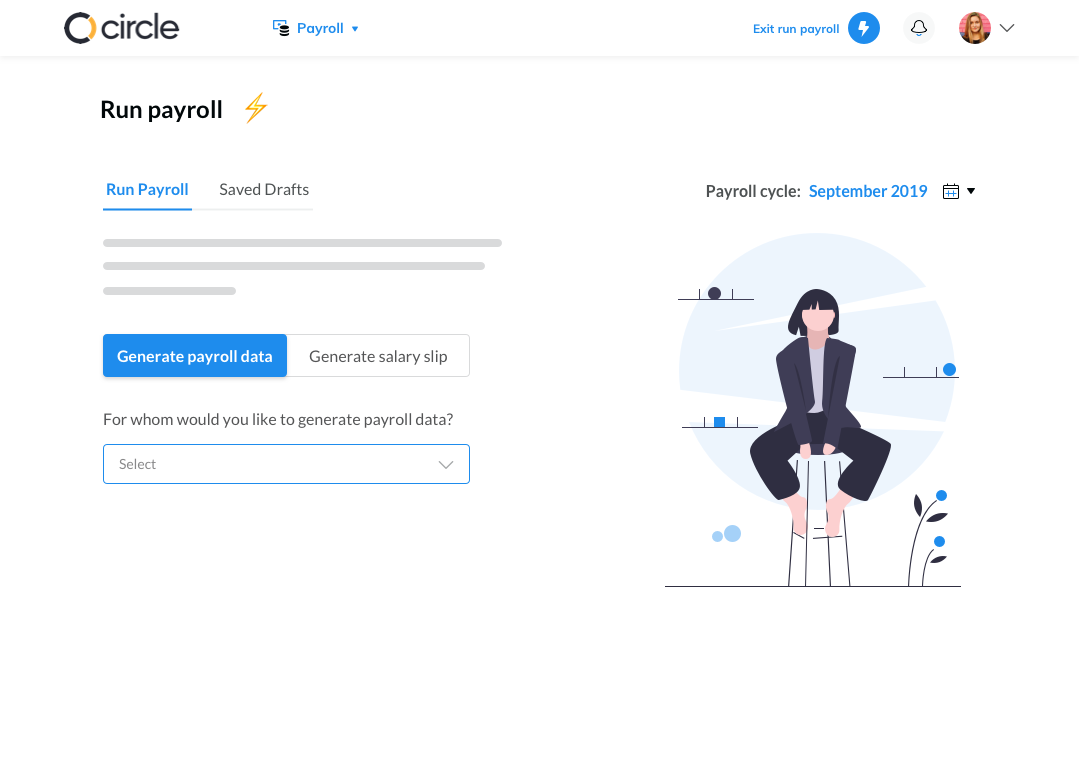 circle
Payroll
Exit run payroll
Run payroll
Run Payroll
Saved Drafts
Payroll cycle: September 2019
Generate payroll data
Generate salary slip
For whom would you like to generate payroll data?
Select